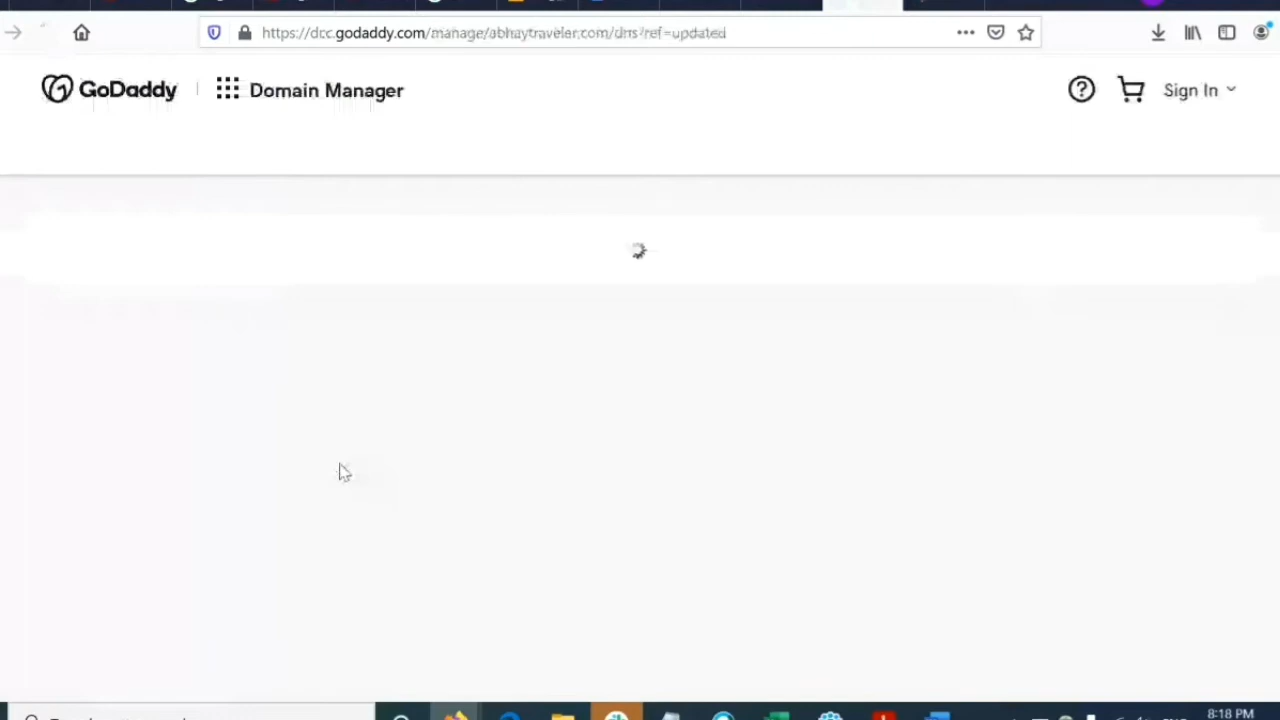 https://dcc.godaddy.com/manage/abhaytraveler.com/dns?ref=updated
GoDaddy
Domain Manager
Sign In
8:18 PM